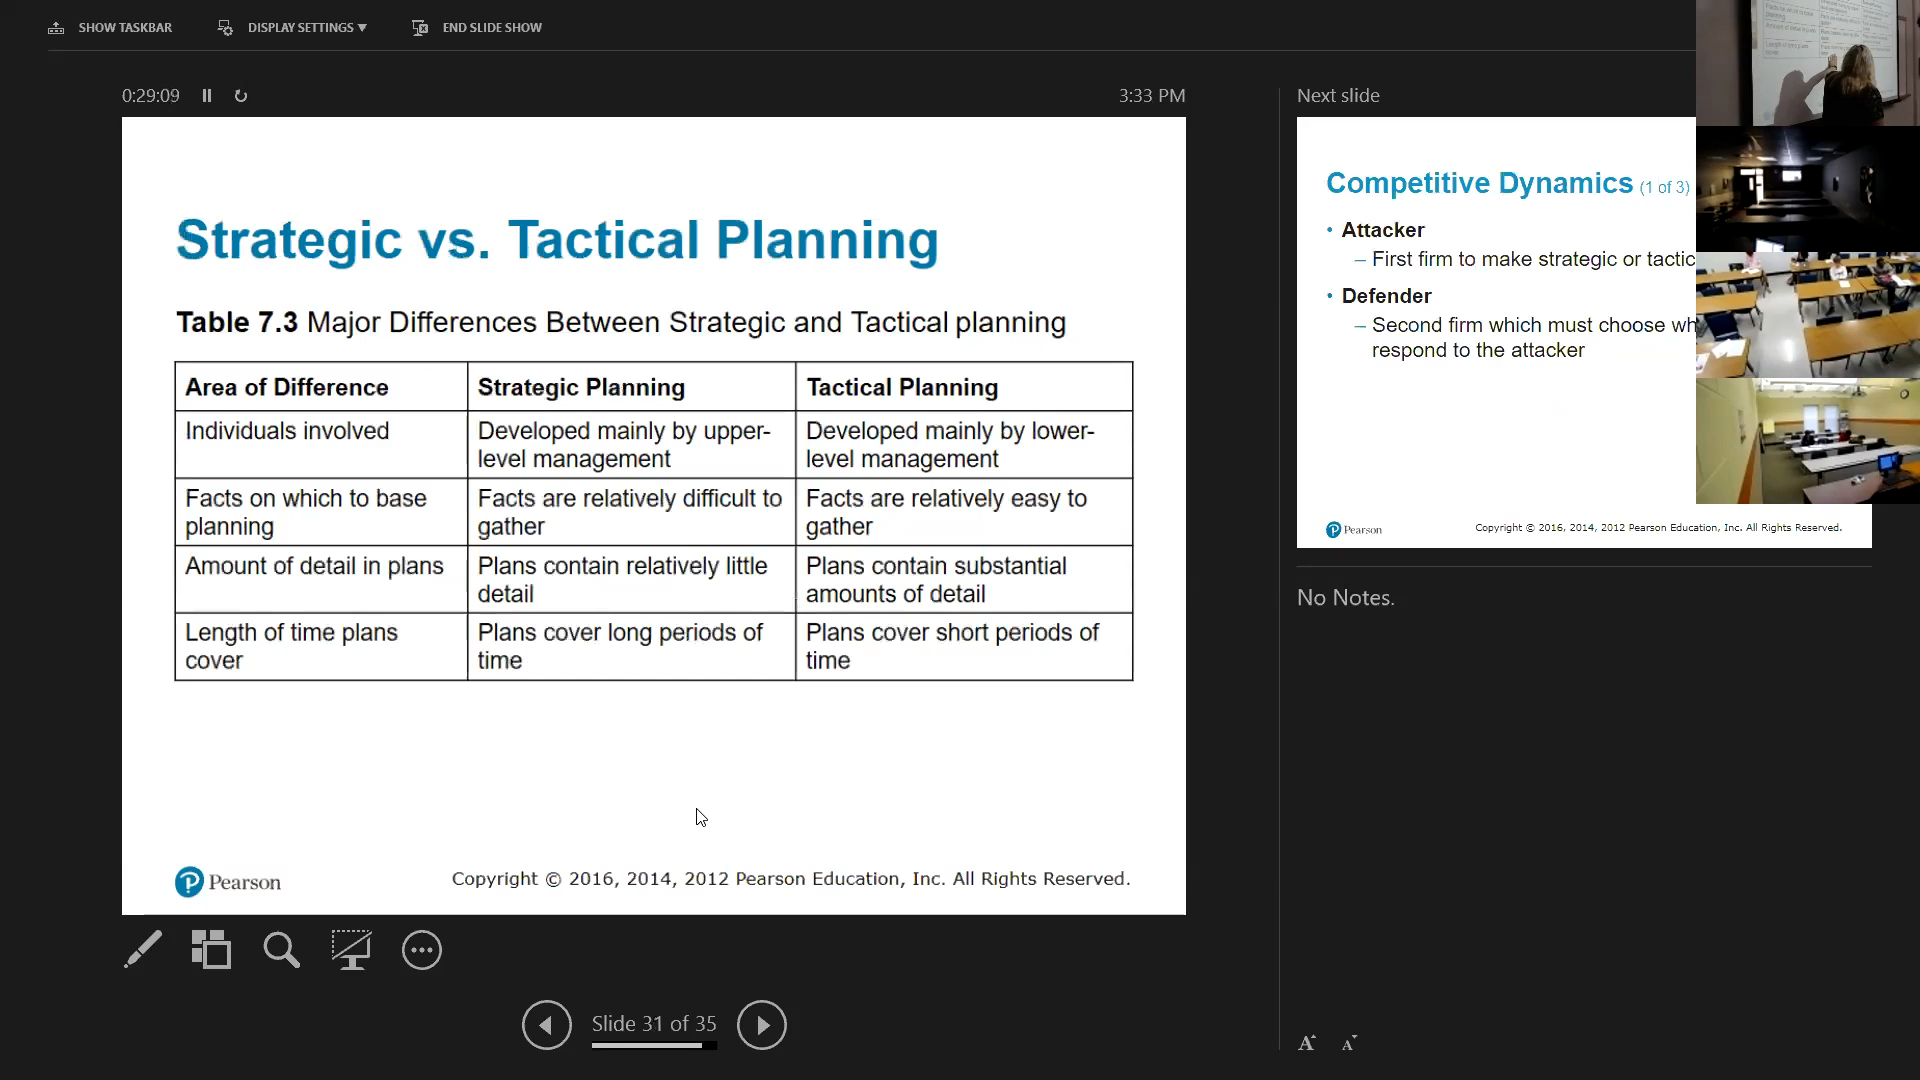 SHOW TASKBAR
DISPLAY SETTINGS
END SLIDE SHOW
0:29:09
3:33 PM
Strategic vs. Tactical Planning
Table 7.3 Major Differences Between Strategic and Tactical planning
Area of Difference
Strategic Planning
Tactical Planning
Individuals involved
Developed mainly by upper-
level management
Developed mainly by lower-
level management
Facts on which to base
planning
Facts are relatively difficult to
gather
Facts are relatively easy to
gather
Amount of detail in plans
Plans contain relatively little
detail
Plans contain substantial
amounts of detail
Length of time plans
cover
Plans cover long periods of
time
Plans cover short periods of
time
Pearson
Copyright © 2016, 2014, 2012 Pearson Education, Inc. All Rights Reserved.
Slide 31 of 35
Next slide
Competitive Dynamics (1 of 3)
• Attacker
– First firm to make strategic or
• Defender
– Second firm which must choose
respond to the attacker
Pearson
Copyright © 2016, 2014, 2012 Pearson Education, Inc. All Rights Reserved.
No Notes.
A A